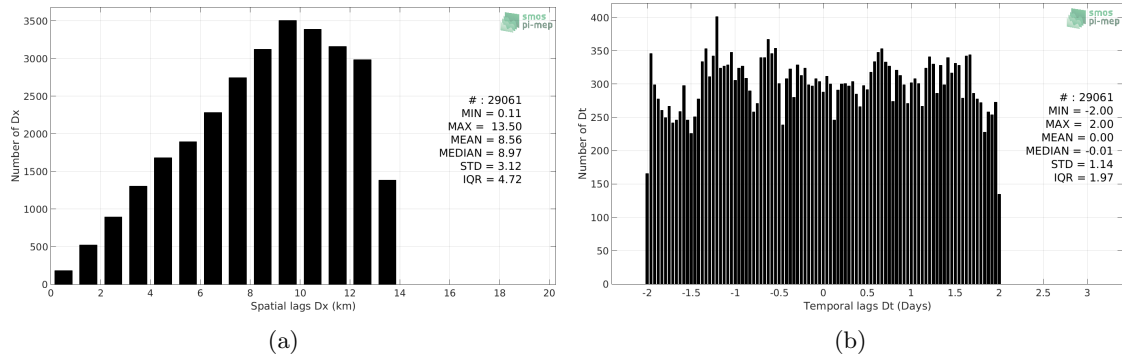 smos
pi-mep
3500
3000
2500
2000
1500
1000
500
0
Number of Dx
# : 29061
MIN = 0.11
MAX = 13.50
MEAN = 8.56
MEDIAN = 8.97
STD = 3.12
IQR = 4.72
0 2 4 6 8 10 12 14 16 18 20
Spatial lags Dx (km)
(a)
smos
pi-mep
400
350
300
250
200
150
100
50
0
Number of Dt
# : 29061
MIN = -2.00
MAX = 2.00
MEAN = 0.00
MEDIAN = -0.01
STD = 1.14
IQR = 1.97
-2 -1.5 -1 -0.5 0 0.5 1 1.5 2 2.5 3
Temporal lags Dt (Days)
(b)